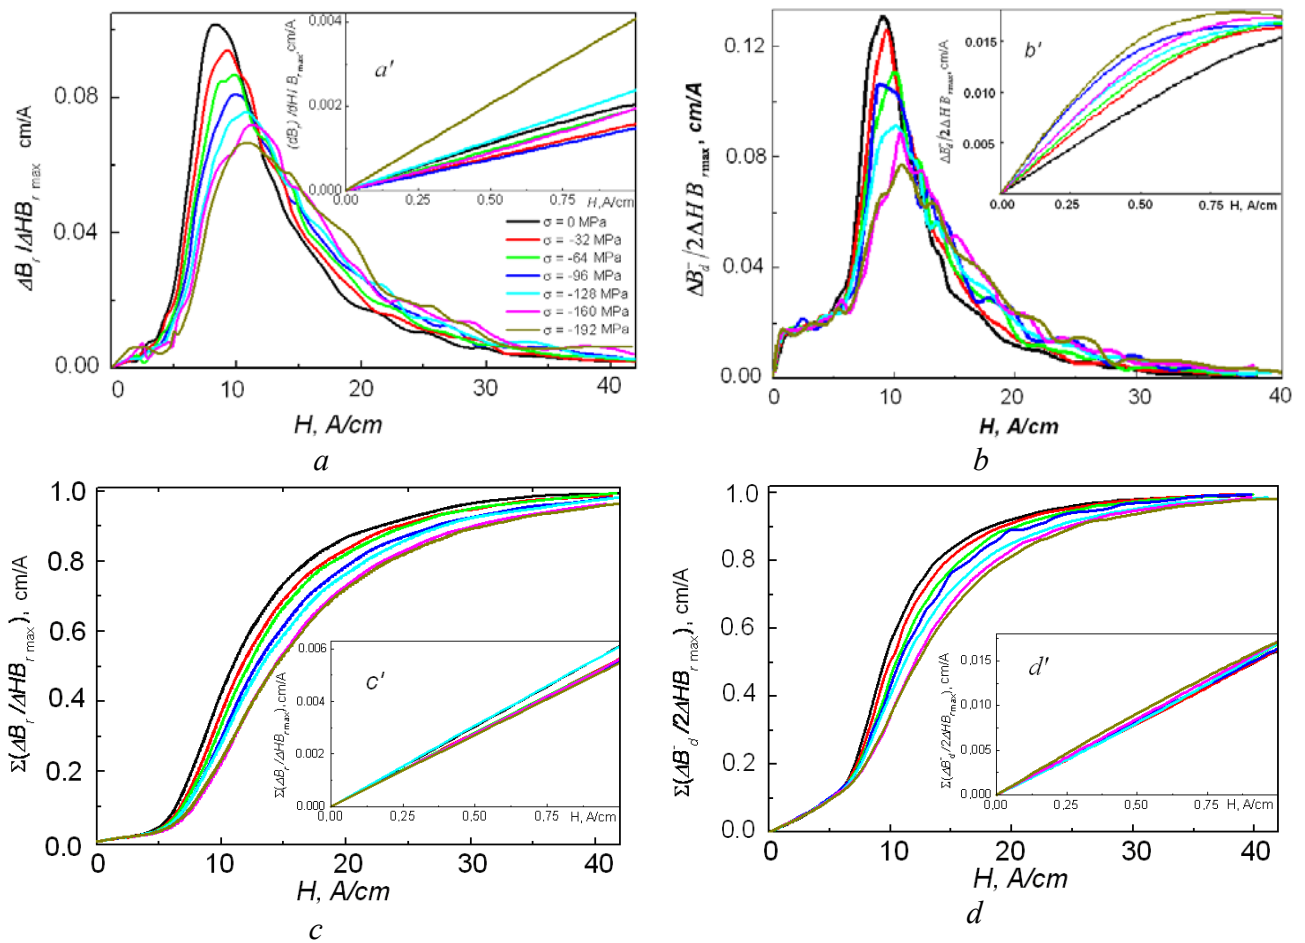 a'
0.004
0.002
0.000
(dB_r)/dH / B_r max, cm/A
0.00 0.25 0.50 0.75
H, A/cm
σ = 0 MPa
σ = -32 MPa
σ = -64 MPa
σ = -96 MPa
σ = -128 MPa
σ = -160 MPa
σ = -192 MPa
0.08
0.04
0.00
ΔB_r /ΔHB_r max cm/A
0 10 20 30 40
H, A/cm
a
b'
0.015
0.010
0.005
ΔB_d^-/2ΔHB_rmax, cm/A
0.00 0.25 0.50 0.75 H, A/cm
0.12
0.08
0.04
0.00
ΔB_d^-/2ΔHB_rmax, cm/A
0 10 20 30 40
H, A/cm
b
1.0
0.8
0.6
0.4
0.2
0.0
Σ(ΔB_r/ΔHB_r max), cm/A
c'
0.006
0.004
0.002
0.000
Σ(ΔB_r/ΔHB_rmax), cm/A
0.00 0.25 0.50 0.75 H, A/cm
0 10 20 30 40
H, A/cm
c
1.0
0.8
0.6
0.4
0.2
0.0
Σ(ΔB_d^-/2ΔHB_r max), cm/A
d'
0.015
0.010
0.005
0.000
Σ(ΔB_d^-/2ΔHB_rmax), cm/A
0.00 0.25 0.50 0.75 H, A/cm
0 10 20 30 40
H, A/cm
d